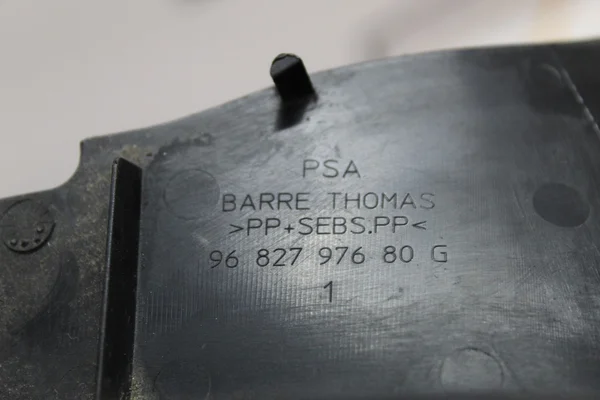 PSA
BARRE THOMAS
>PP+SEBS.PP<
96 827 976 80 G
1